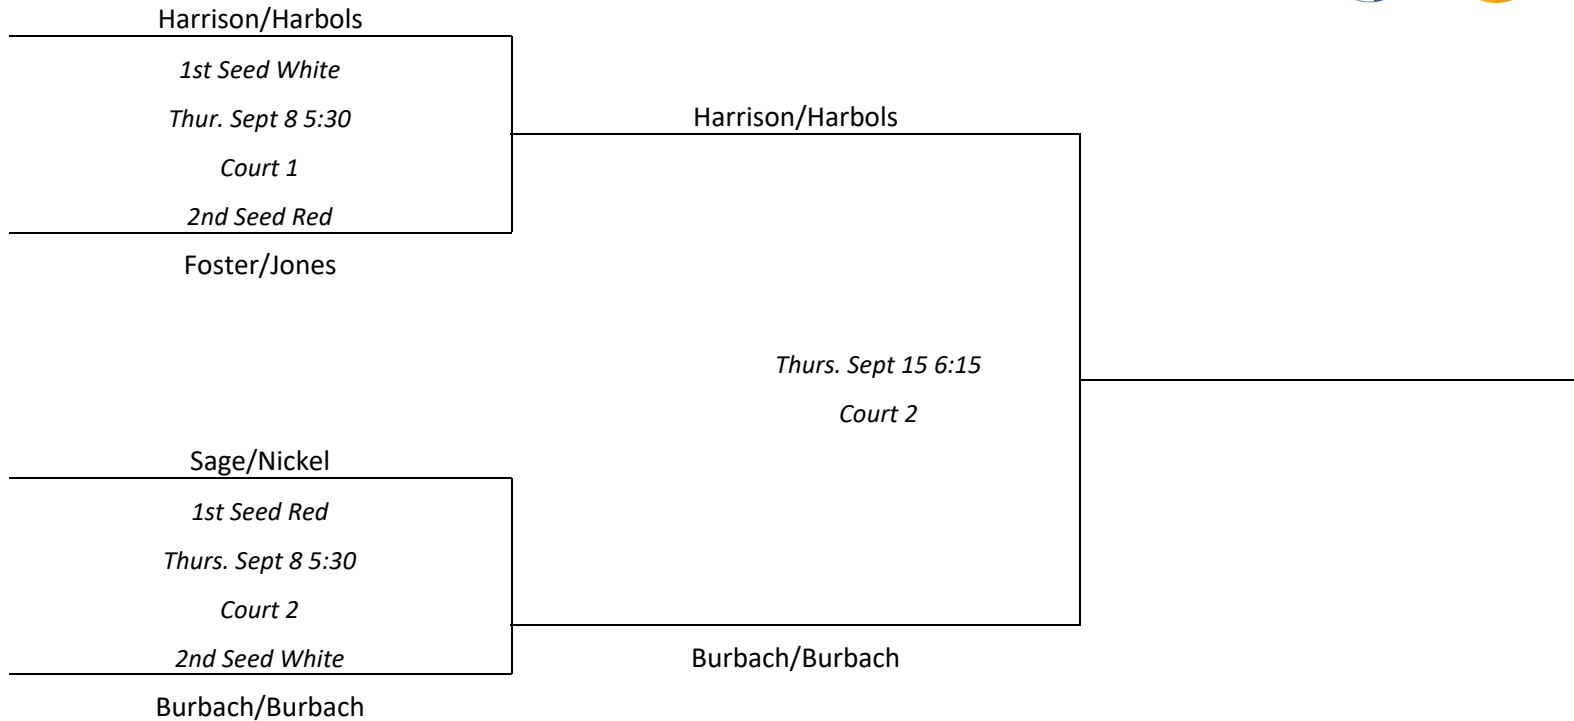 Harrison/Harbols
1st Seed White
Thur. Sept 8 5:30
Court 1
2nd Seed Red
Foster/Jones
Harrison/Harbols
Thurs. Sept 15 6:15
Court 2
Sage/Nickel
1st Seed Red
Thurs. Sept 8 5:30
Court 2
2nd Seed White
Burbach/Burbach
Burbach/Burbach